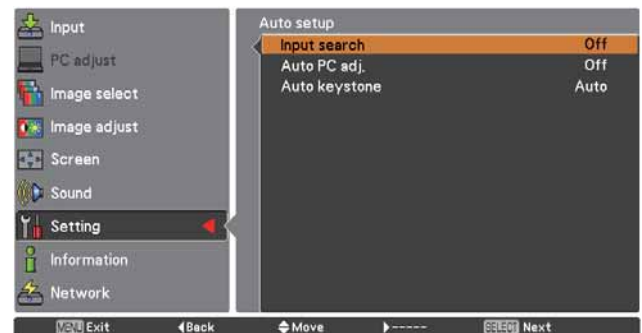 Input
PC adjust
Image select
Image adjust
Screen
Sound
Setting
Information
Network
Auto setup
Input search Off
Auto PC adj. Off
Auto keystone Auto
MENU Exit Back Move ----- SELECT Next